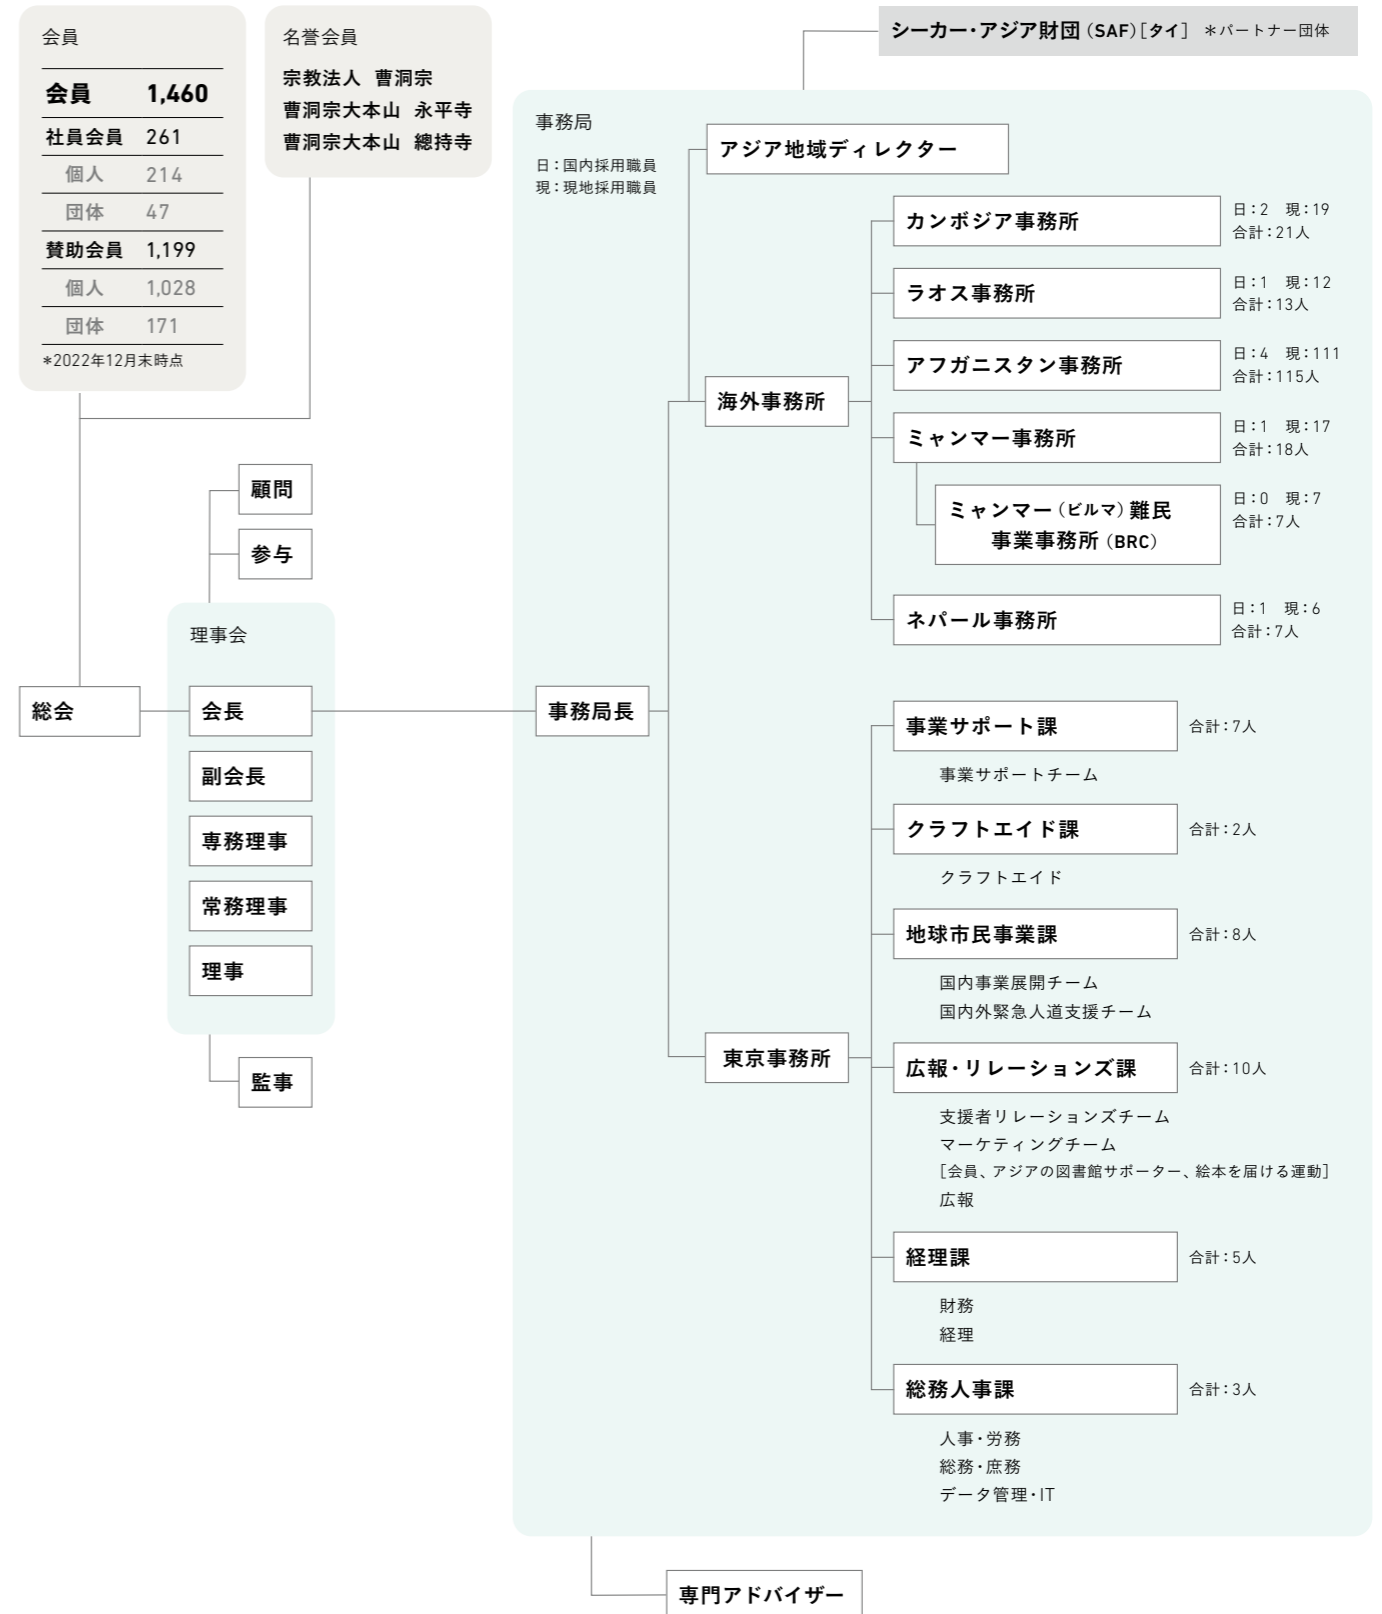 会員
会員 1,460
社員会員 261
個人 214
団体 47
賛助会員 1,199
個人 1,028
団体 171
*2022年12月末時点
名誉会員
宗教法人 曹洞宗
曹洞宗大本山 永平寺
曹洞宗大本山 總持寺
シーカー・アジア財団(SAF)[タイ] *パートナー団体
総会
顧問
参与
理事会
会長
副会長
専務理事
常務理事
理事
監事
事務局
日:国内採用職員
現:現地採用職員
事務局長
アジア地域ディレクター
海外事務所
カンボジア事務所
日:2 現:19
合計:21人
ラオス事務所
日:1 現:12
合計:13人
アフガニスタン事務所
日:4 現:111
合計:115人
ミャンマー事務所
日:1 現:17
合計:18人
ミャンマー(ビルマ)難民
事業事務所(BRC)
日:0 現:7
合計:7人
ネパール事務所
日:1 現:6
合計:7人
東京事務所
事業サポート課 合計:7人
事業サポートチーム
クラフトエイド課 合計:2人
クラフトエイド
地球市民事業課 合計:8人
国内事業展開チーム
国内外緊急人道支援チーム
広報・リレーションズ課 合計:10人
支援者リレーションズチーム
マーケティングチーム
[会員、アジアの図書館サポーター、絵本を届ける運動]
広報
経理課 合計:5人
財務
経理
総務人事課 合計:3人
人事・労務
総務・庶務
データ管理・IT
専門アドバイザー